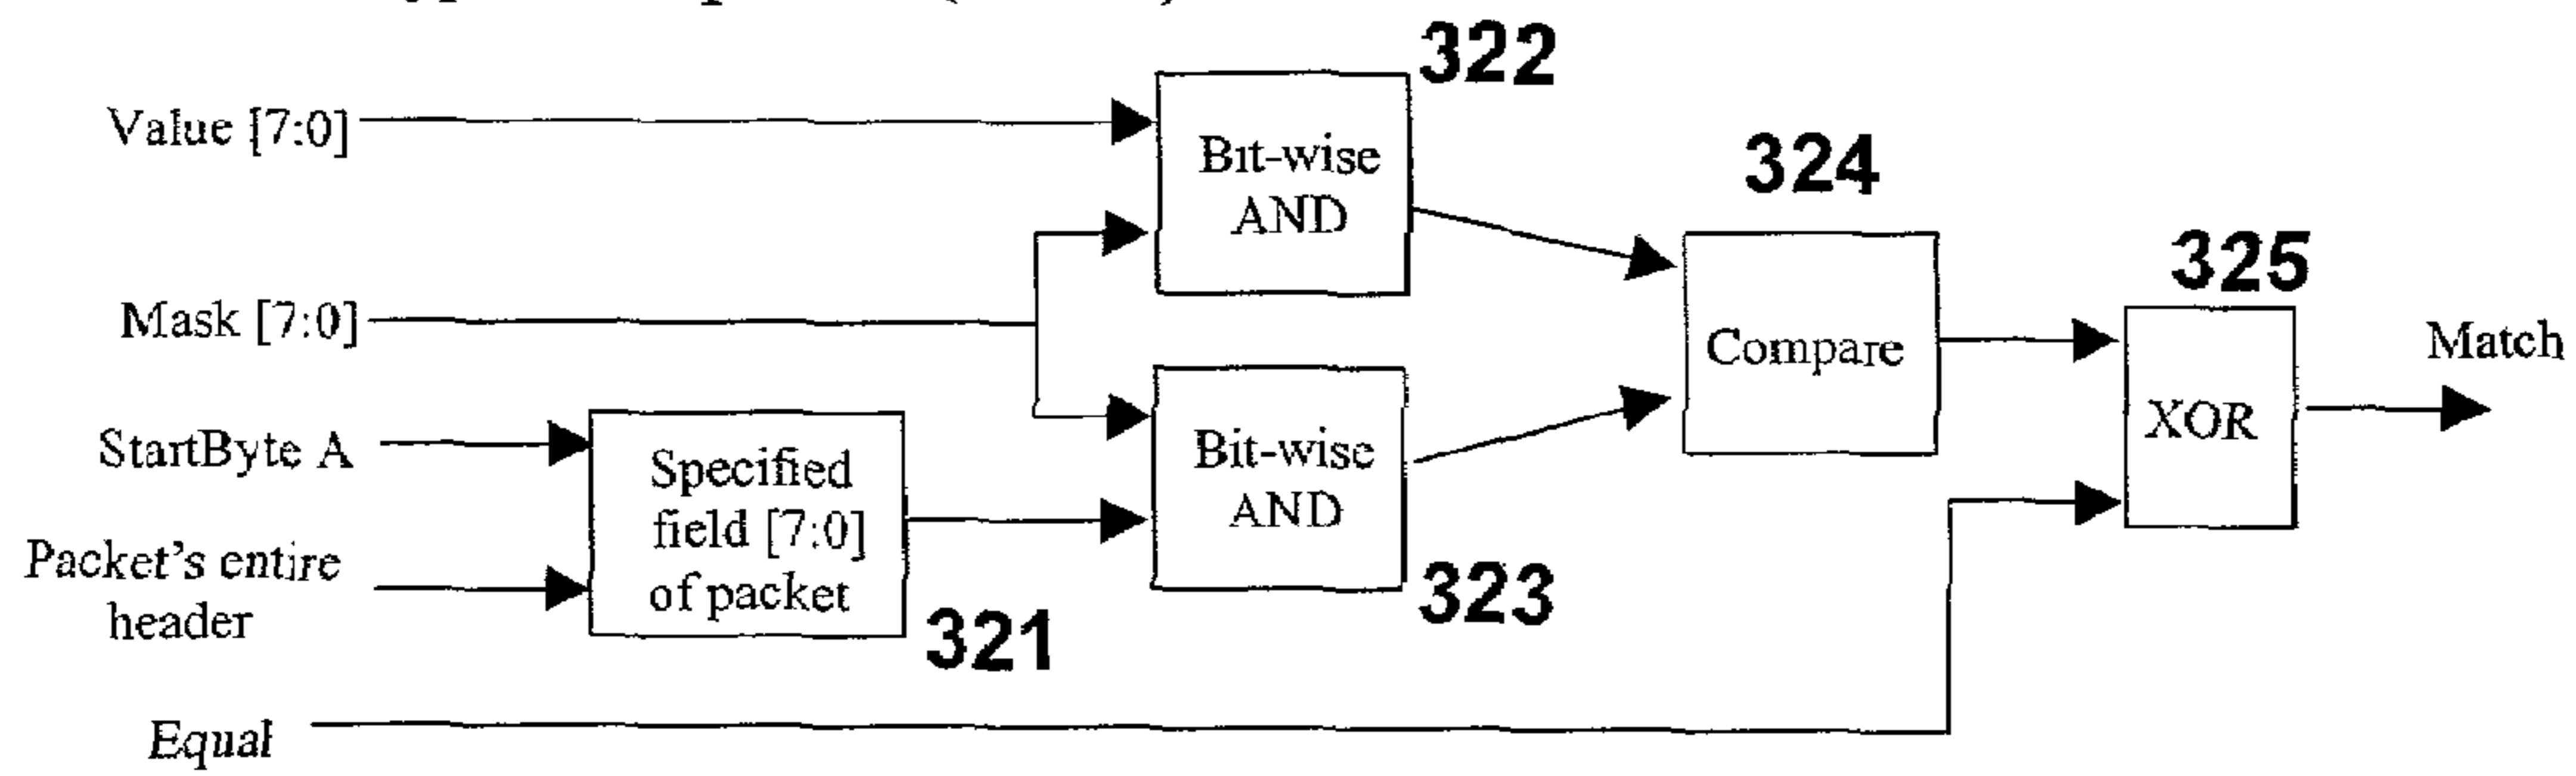 322
Value [7:0]
Bit-wise
AND
324
325
Mask [7:0]
Compare
Match
XOR
StartByte A
Specified
field [7:0]
of packet
Bit-wise
AND
Packet's entire
header
321
323
Equal